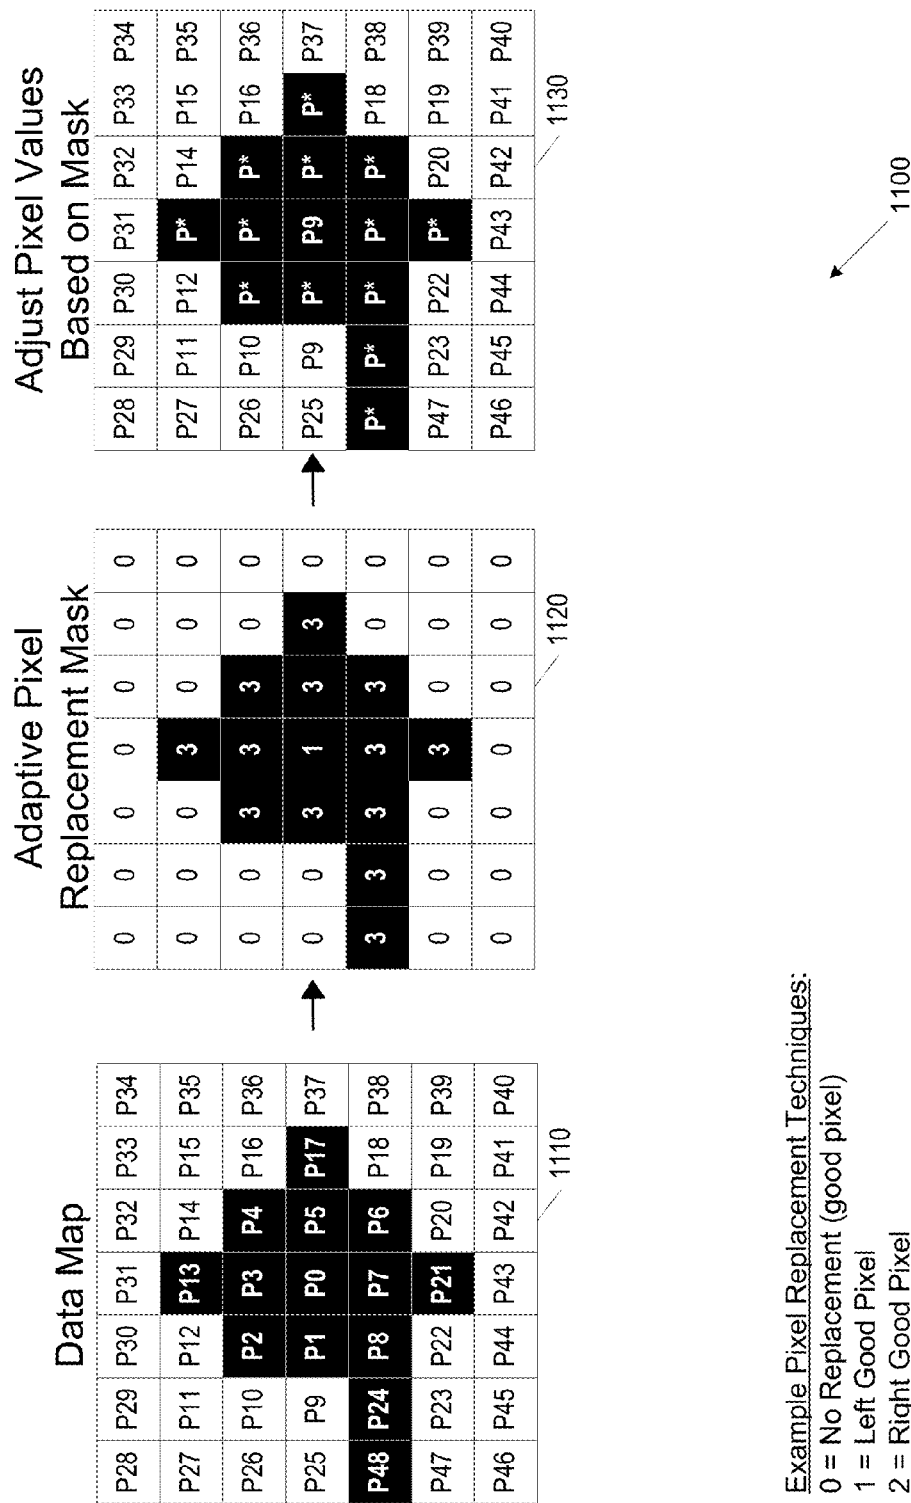 Data Map
P28 P29 P30 P31 P32 P33 P34
P27 P11 P12 P13 P14 P15 P35
P26 P10 P2 P3 P4 P16 P36
P25 P9 P1 P0 P5 P17 P37
P48 P24 P8 P7 P6 P18 P38
P47 P23 P22 P21 P20 P19 P39
P46 P45 P44 P43 P42 P41 P40
1110
Adaptive Pixel
Replacement Mask
0 0 0 0 0 0 0
0 0 0 3 0 0 0
0 0 3 3 3 0 0
0 0 3 1 3 3 0
3 3 3 3 3 0 0
0 0 0 3 0 0 0
0 0 0 0 0 0 0
1120
Adjust Pixel Values
Based on Mask
P28 P29 P30 P31 P32 P33 P34
P27 P11 P12 P* P14 P15 P35
P26 P10 P* P* P* P16 P36
P25 P9 P* P9 P* P* P37
P* P* P* P* P* P18 P38
P47 P23 P22 P* P20 P19 P39
P46 P45 P44 P43 P42 P41 P40
1130
Example Pixel Replacement Techniques:
0 = No Replacement (good pixel)
1 = Left Good Pixel
2 = Right Good Pixel
1100